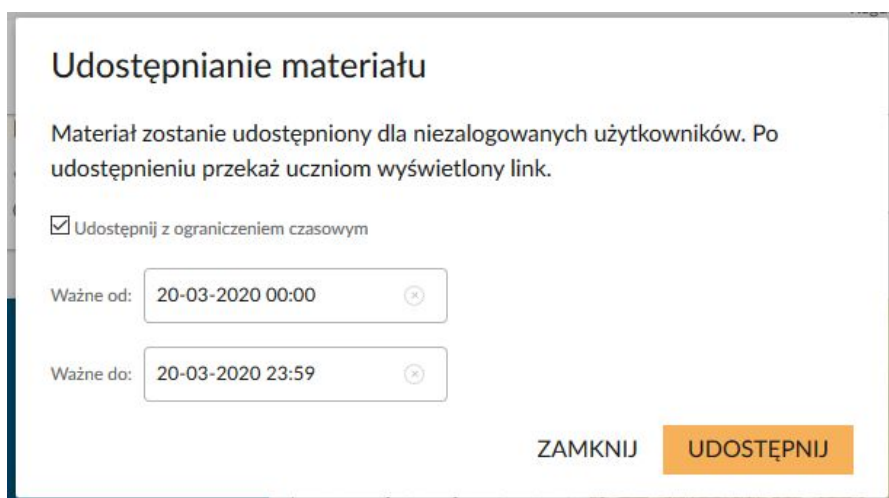 Udostępnianie materiału
Materiał zostanie udostępniony dla niezalogowanych użytkowników. Po
udostępnieniu przekaż uczniom wyświetlony link.
Udostępnij z ograniczeniem czasowym
Ważne od: 20-03-2020 00:00
Ważne do: 20-03-2020 23:59
ZAMKNIJ UDOSTĘPNIJ